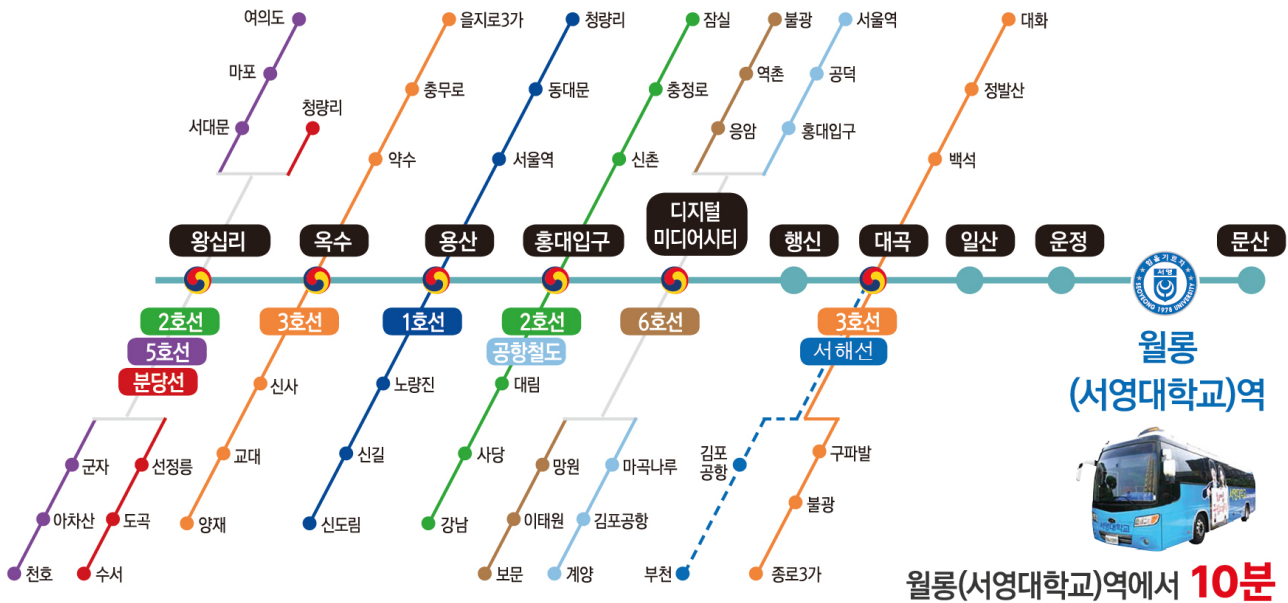 여의도
마포
서대문
청량리
을지로3가
충무로
약수
청량리
동대문
서울역
잠실
충정로
신촌
불광
역촌
응암
서울역
공덕
홍대입구
대화
정발산
백석
왕십리
옥수
용산
홍대입구
디지털
미디어시티
행신
대곡
일산
운정
문산
서영
SEOYEONG 1978 UNIVERSITY
2호선
5호선
분당선
3호선
1호선
2호선
공항철도
6호선
3호선
서해선
월롱
(서영대학교)역
군자
아차산
천호
선정릉
도곡
수서
신사
교대
양재
노량진
신길
신도림
대림
사당
강남
망원
이태원
보문
마곡나루
김포공항
계양
김포
공항
부천
구파발
불광
종로3가
서영대학교
월롱(서영대학교)역에서 10분